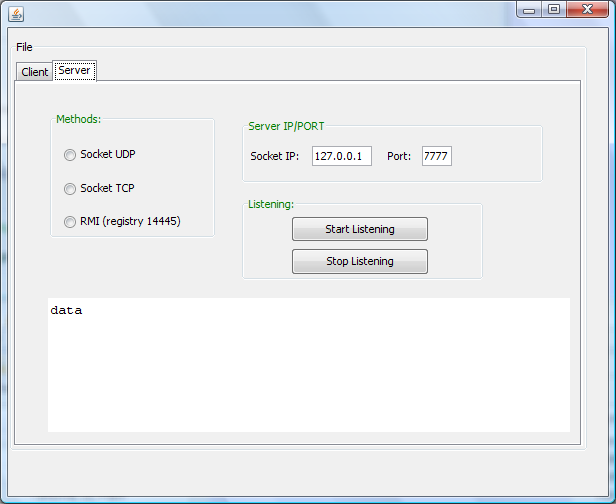 File
Client Server
Methods:
Socket UDP
Socket TCP
RMI (registry 14445)
Server IP/PORT
Socket IP: 127.0.0.1 Port: 7777
Listening:
Start Listening
Stop Listening
data